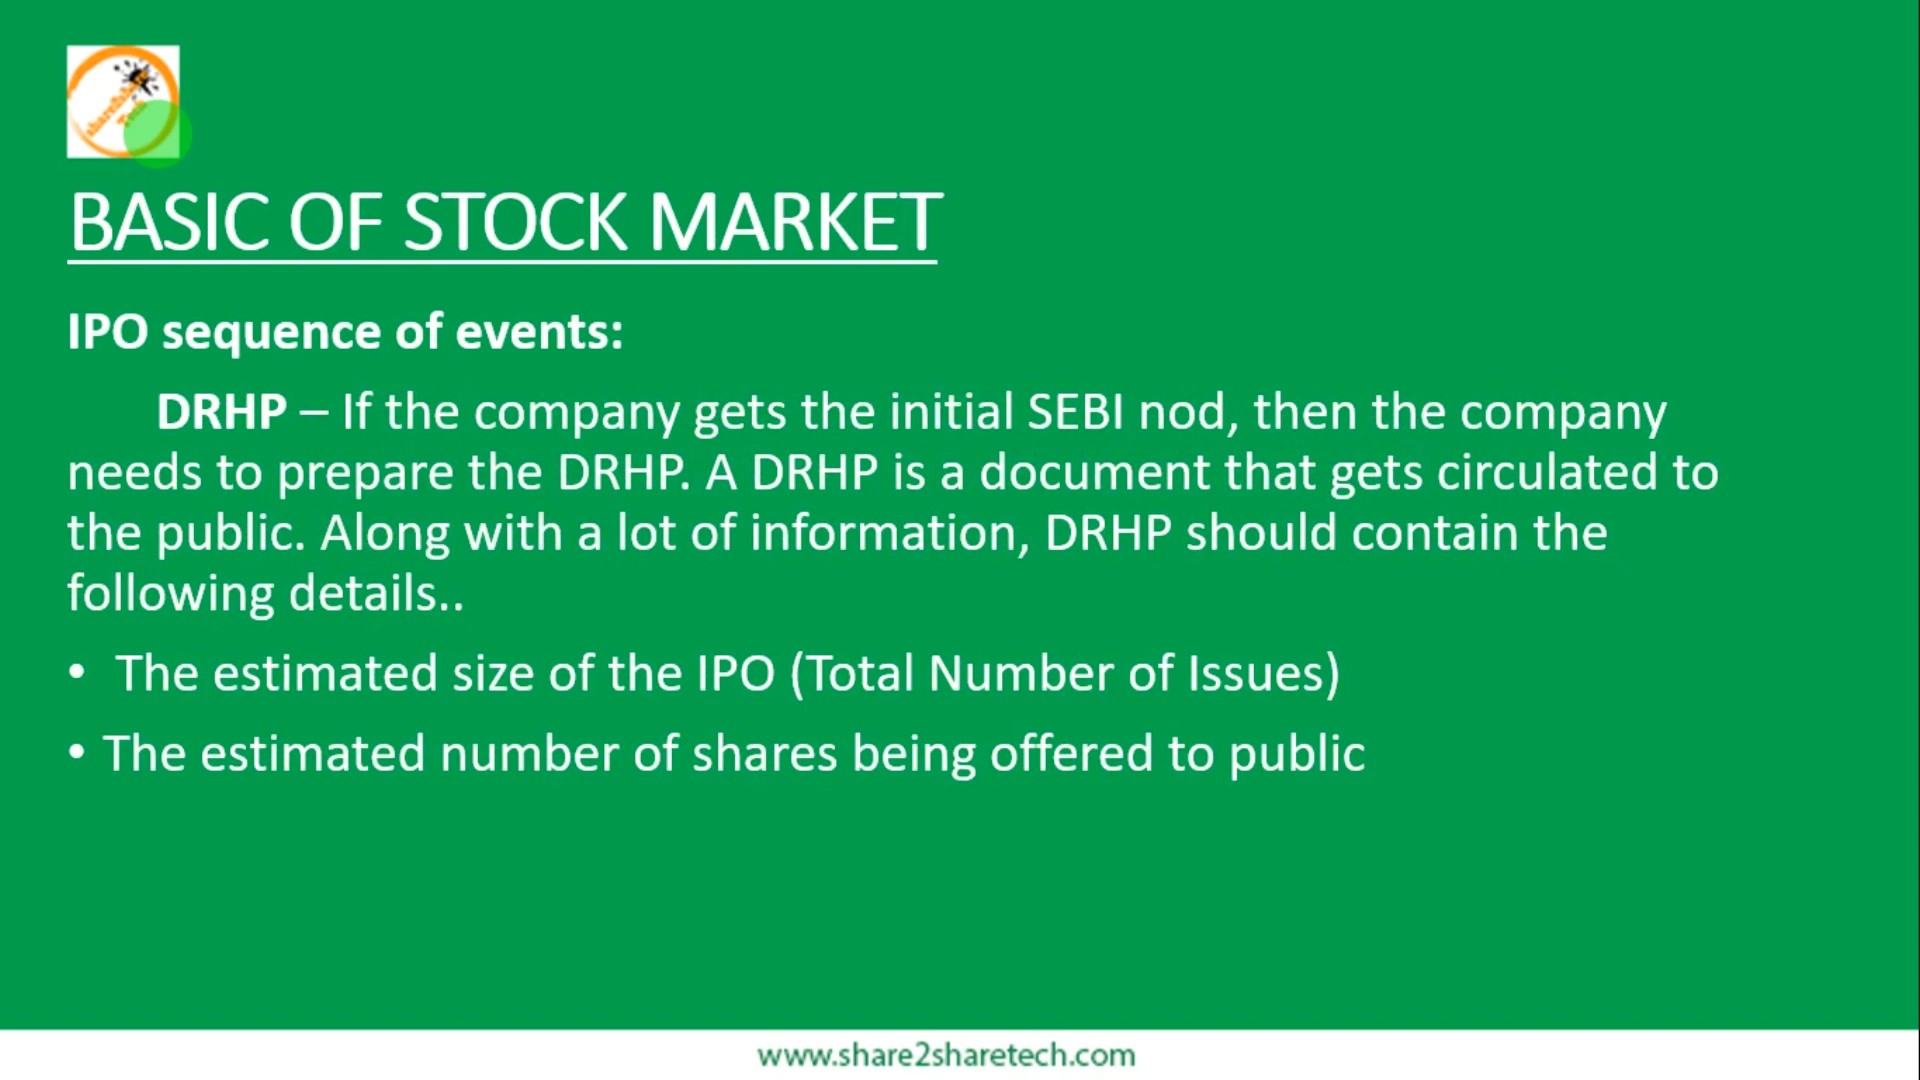 BASIC OF STOCK MARKET
IPO sequence of events:
DRHP – If the company gets the initial SEBI nod, then the company
needs to prepare the DRHP. A DRHP is a document that gets circulated to
the public. Along with a lot of information, DRHP should contain the
following details..
• The estimated size of the IPO (Total Number of Issues)
• The estimated number of shares being offered to public
www.share2sharetech.com